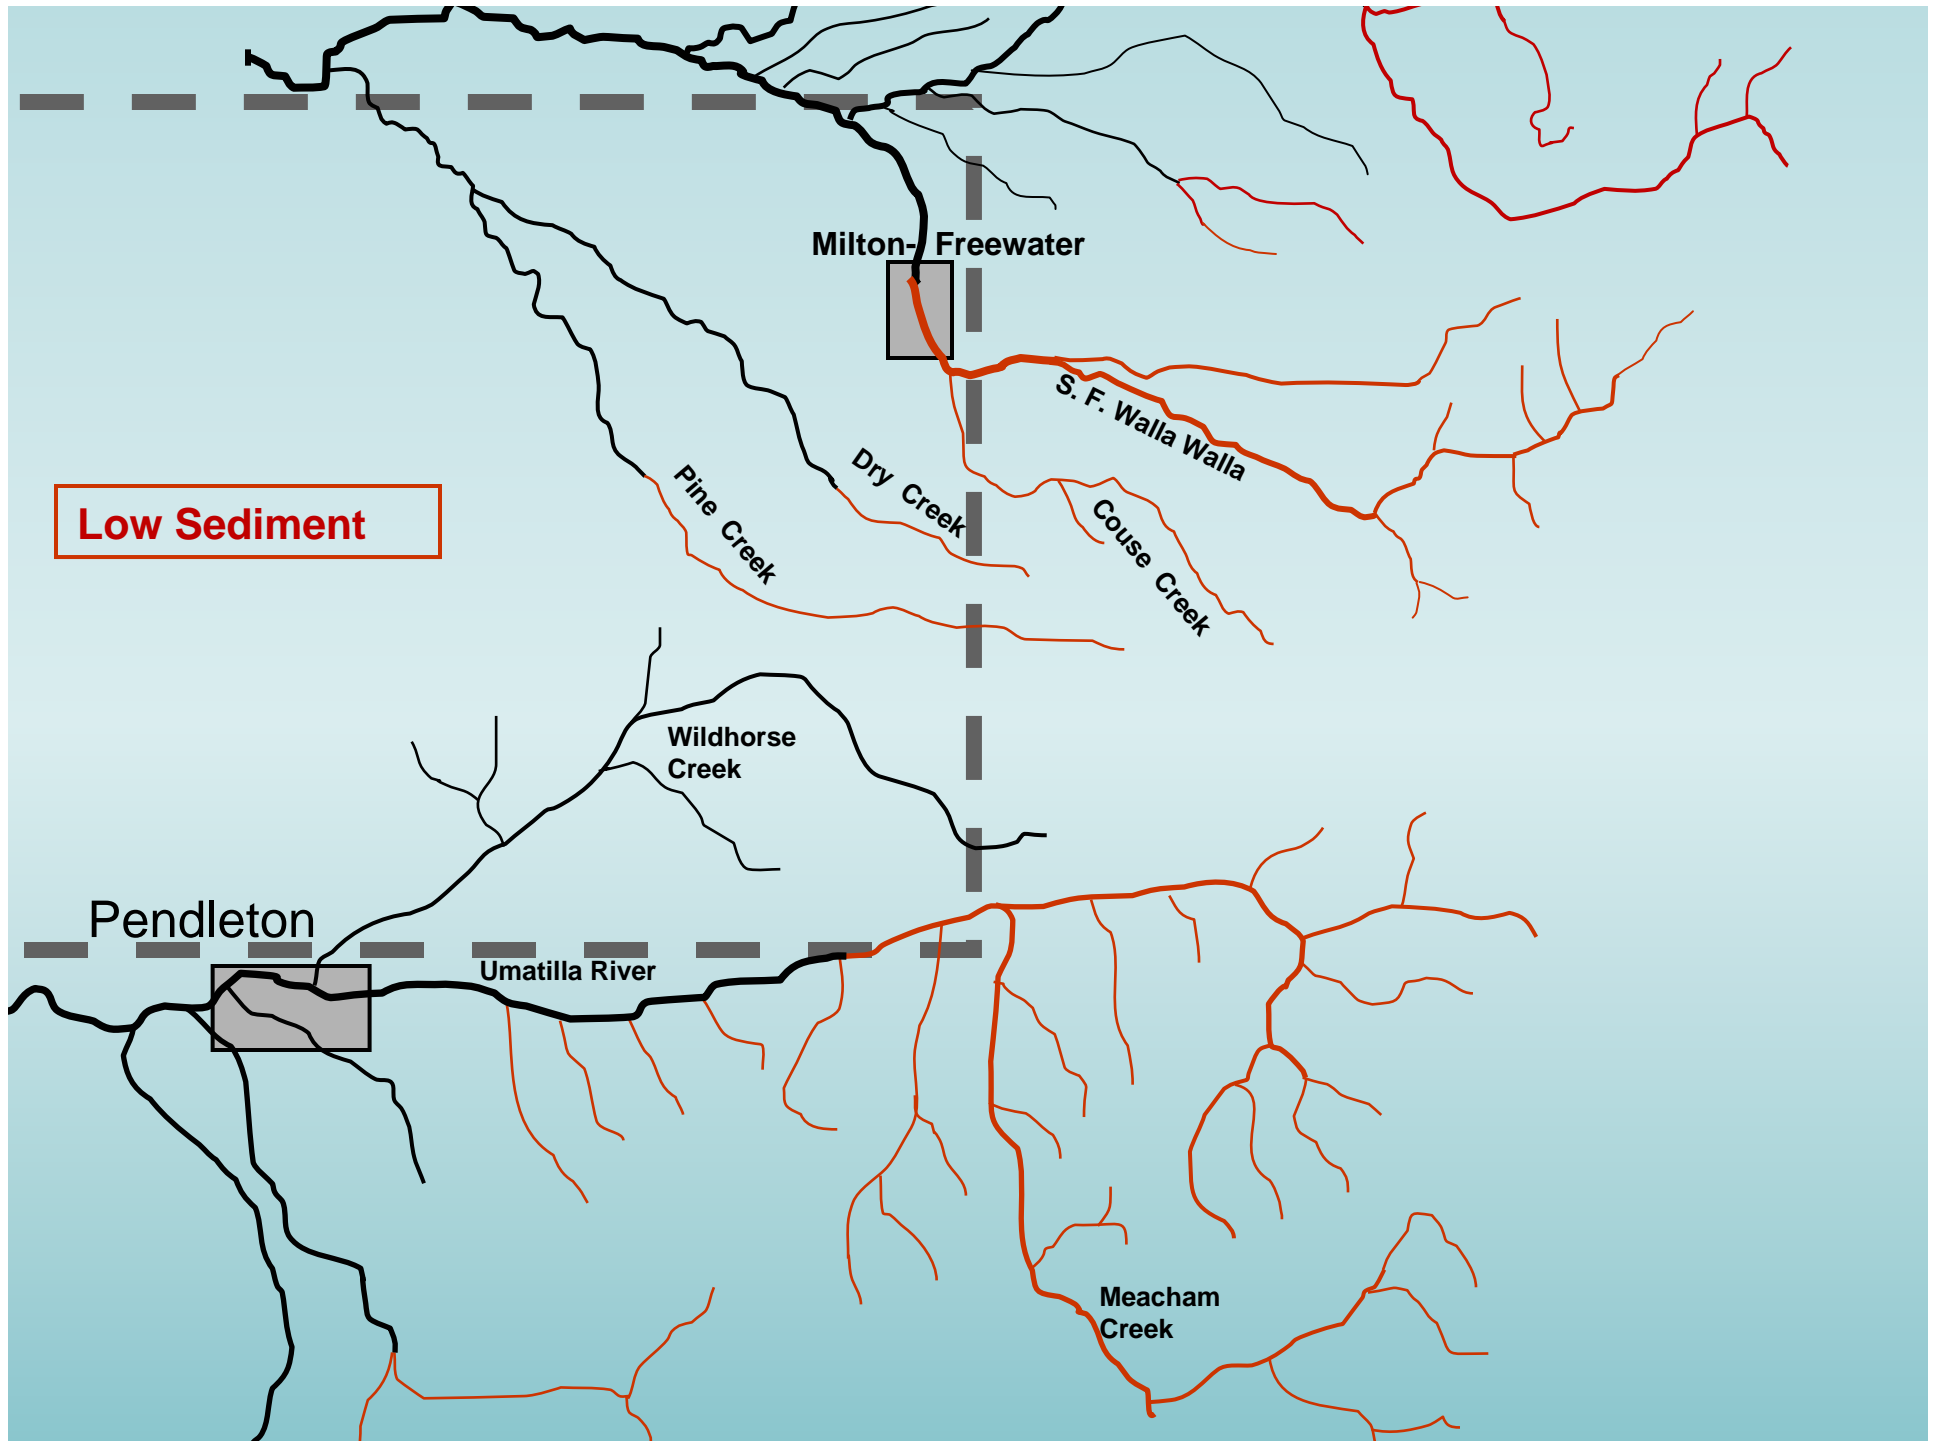 Milton- Freewater
S. F. Walla Walla
Dry Creek
Pine Creek
Couse Creek
Low Sediment
Wildhorse
Creek
Pendleton
Umatilla River
Meacham
Creek